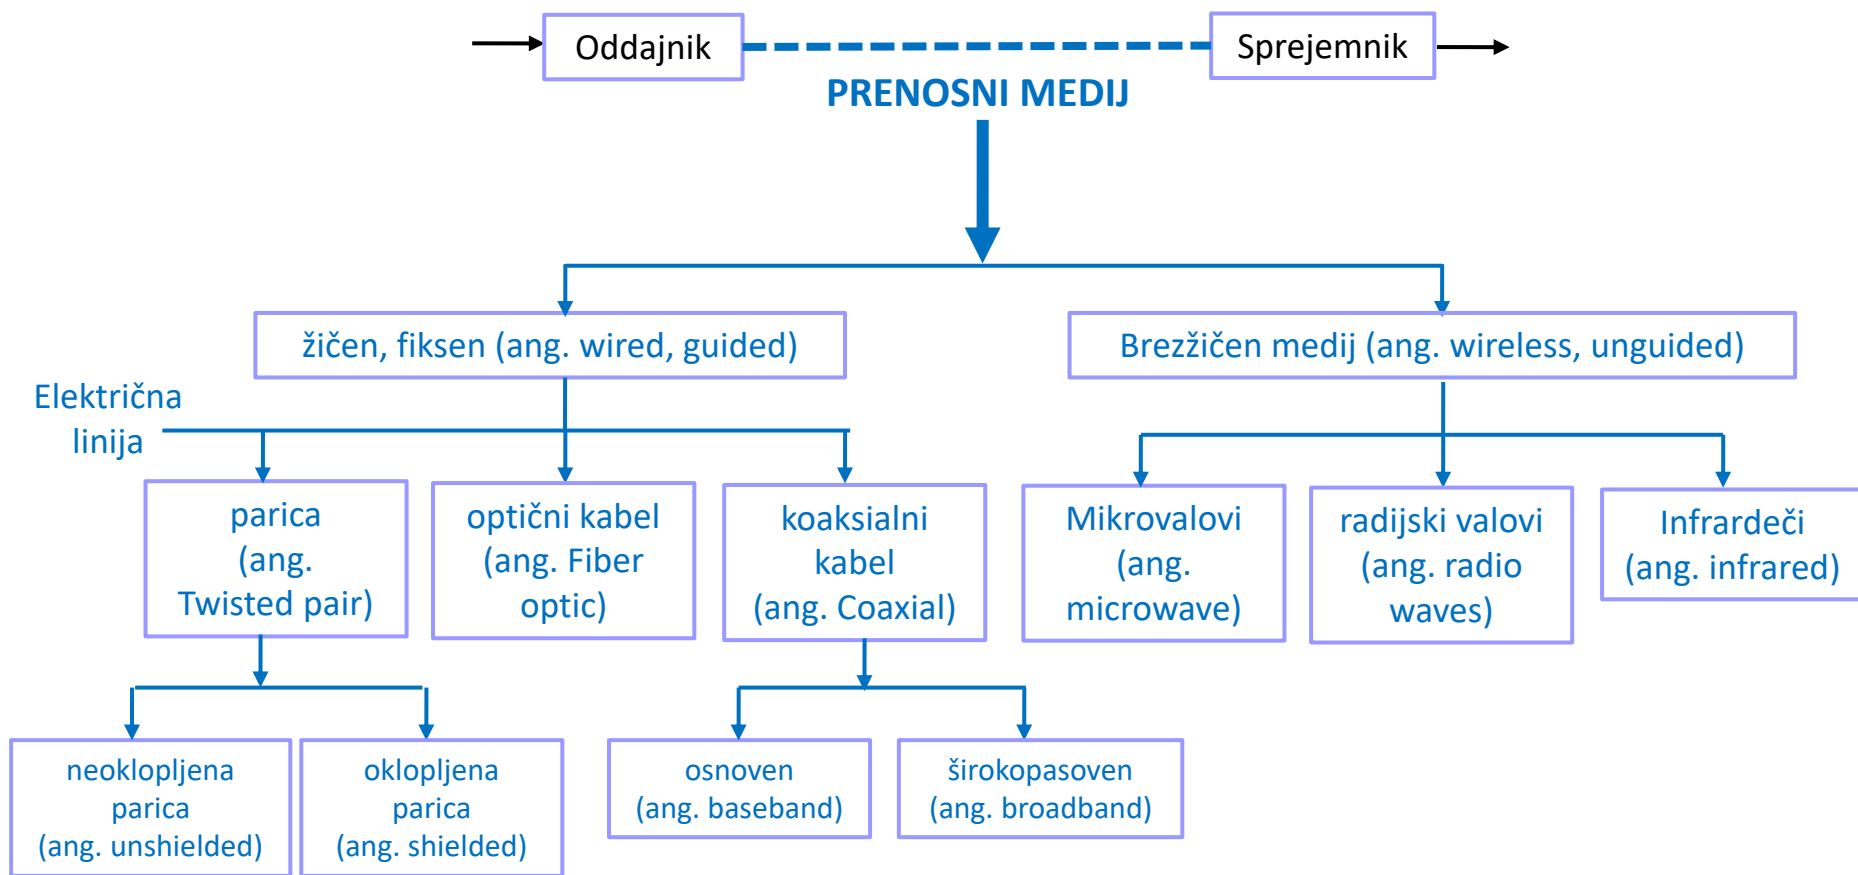 Oddajnik
Sprejemnik
PRENOSNI MEDIJ
žičen, fiksen (ang. wired, guided)
Brezžičen medij (ang. wireless, unguided)
Električna
linija
parica
(ang.
Twisted pair)
optični kabel
(ang. Fiber
optic)
koaksialni
kabel
(ang. Coaxial)
Mikrovalovi
(ang.
microwave)
radijski valovi
(ang. radio
waves)
Infrardeči
(ang. infrared)
neoklopljena
parica
(ang. unshielded)
oklopljena
parica
(ang. shielded)
osnoven
(ang. baseband)
širokopasoven
(ang. broadband)